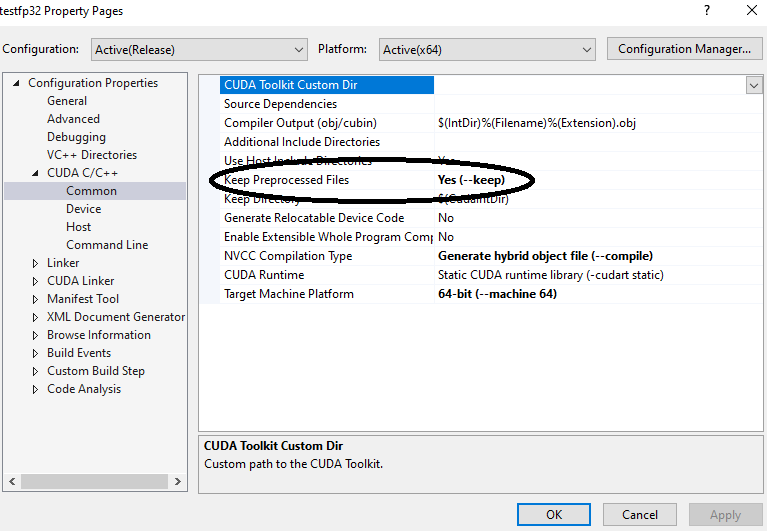 testfp32 Property Pages
?
Configuration: Active(Release) Platform: Active(x64) Configuration Manager...
Configuration Properties
General
Advanced
Debugging
VC++ Directories
CUDA C/C++
Common
Device
Host
Command Line
Linker
CUDA Linker
Manifest Tool
XML Document Generator
Browse Information
Build Events
Custom Build Step
Code Analysis
CUDA Toolkit Custom Dir
Source Dependencies
Compiler Output (obj/cubin) $(IntDir)%(Filename)%(Extension).obj
Additional Include Directories
Use Host Include Directories Yes
Keep Preprocessed Files Yes (--keep)
Keep Directory $(CudaIntDir)
Generate Relocatable Device Code No
Enable Extensible Whole Program Comp No
NVCC Compilation Type Generate hybrid object file (--compile)
CUDA Runtime Static CUDA runtime library (-cudart static)
Target Machine Platform 64-bit (--machine 64)
CUDA Toolkit Custom Dir
Custom path to the CUDA Toolkit.
OK Cancel Apply